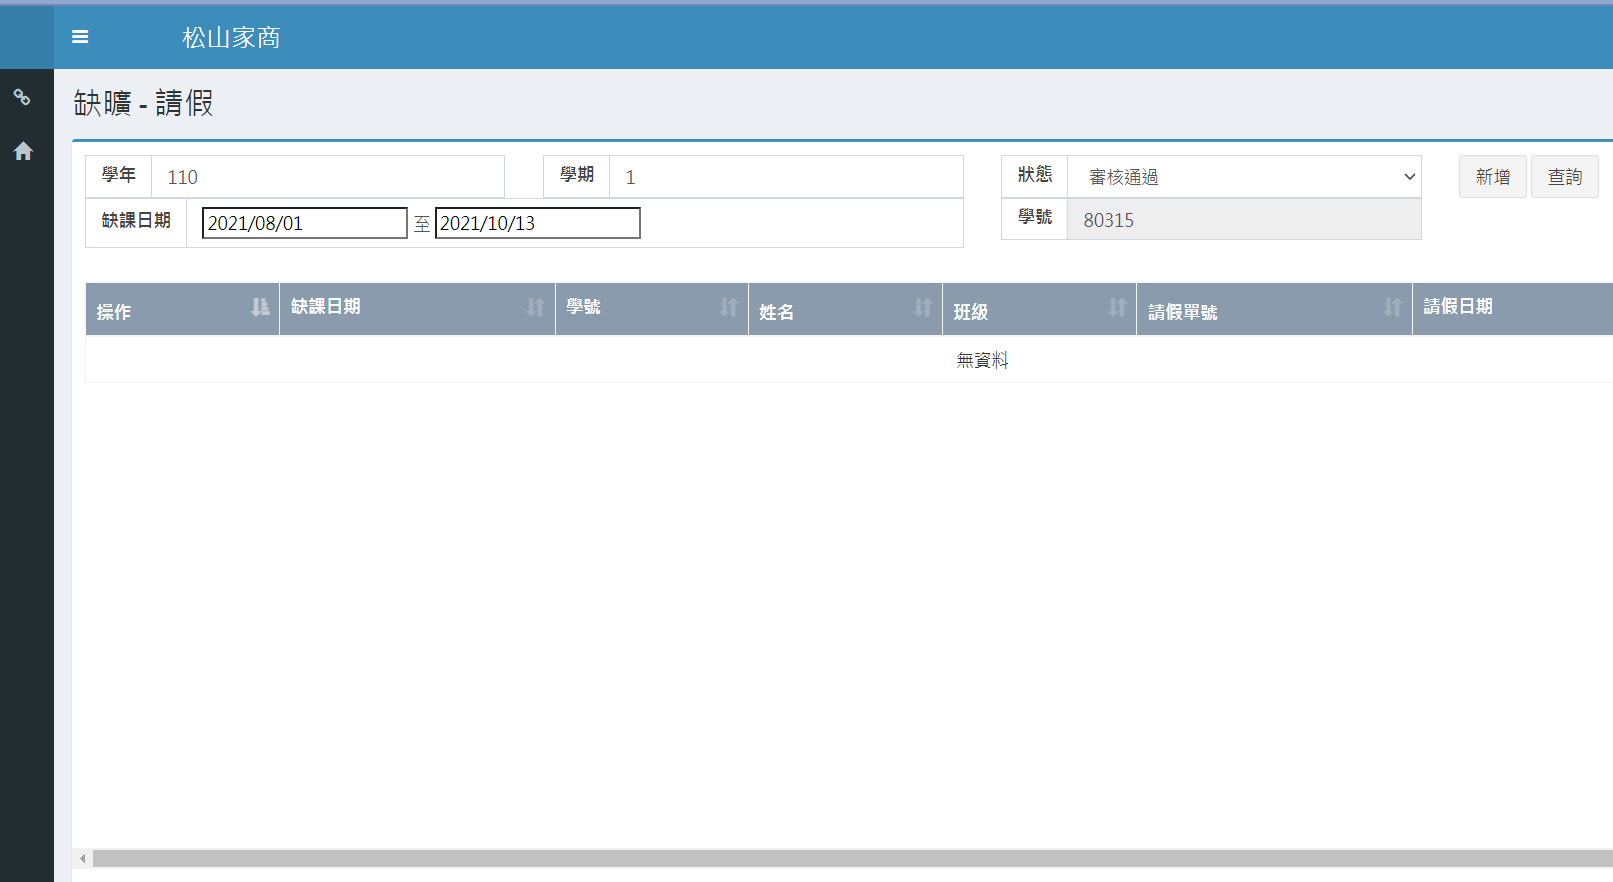 松山家商
缺曠 - 請假
學年 110 學期 1 狀態 審核通過 新增 查詢
缺課日期 2021/08/01 至 2021/10/13 學號 80315
操作 缺課日期 學號 姓名 班級 請假單號 請假日期
無資料